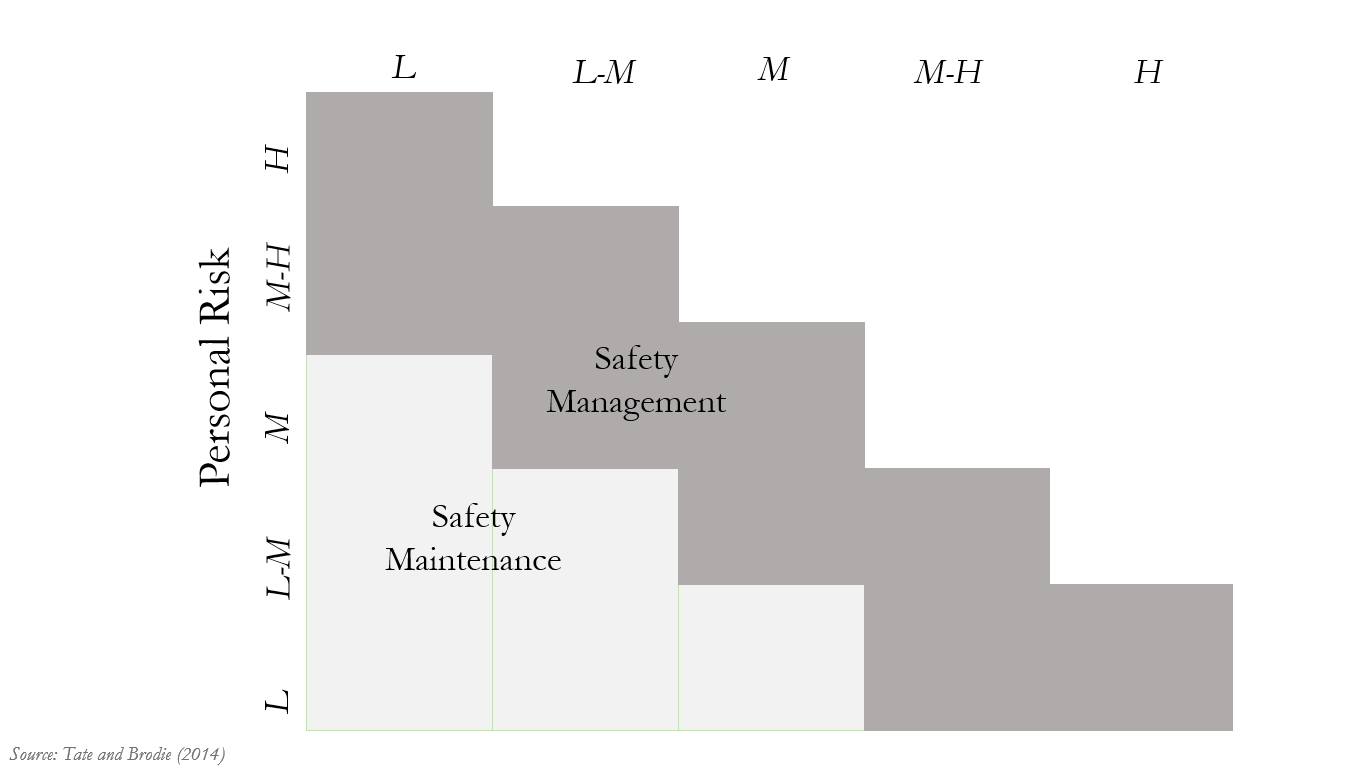 L
L-M
M
M-H
H
Personal Risk
H
M-H
M
L-M
L
Safety
Management
Safety
Maintenance
Source: Tate and Brodie (2014)